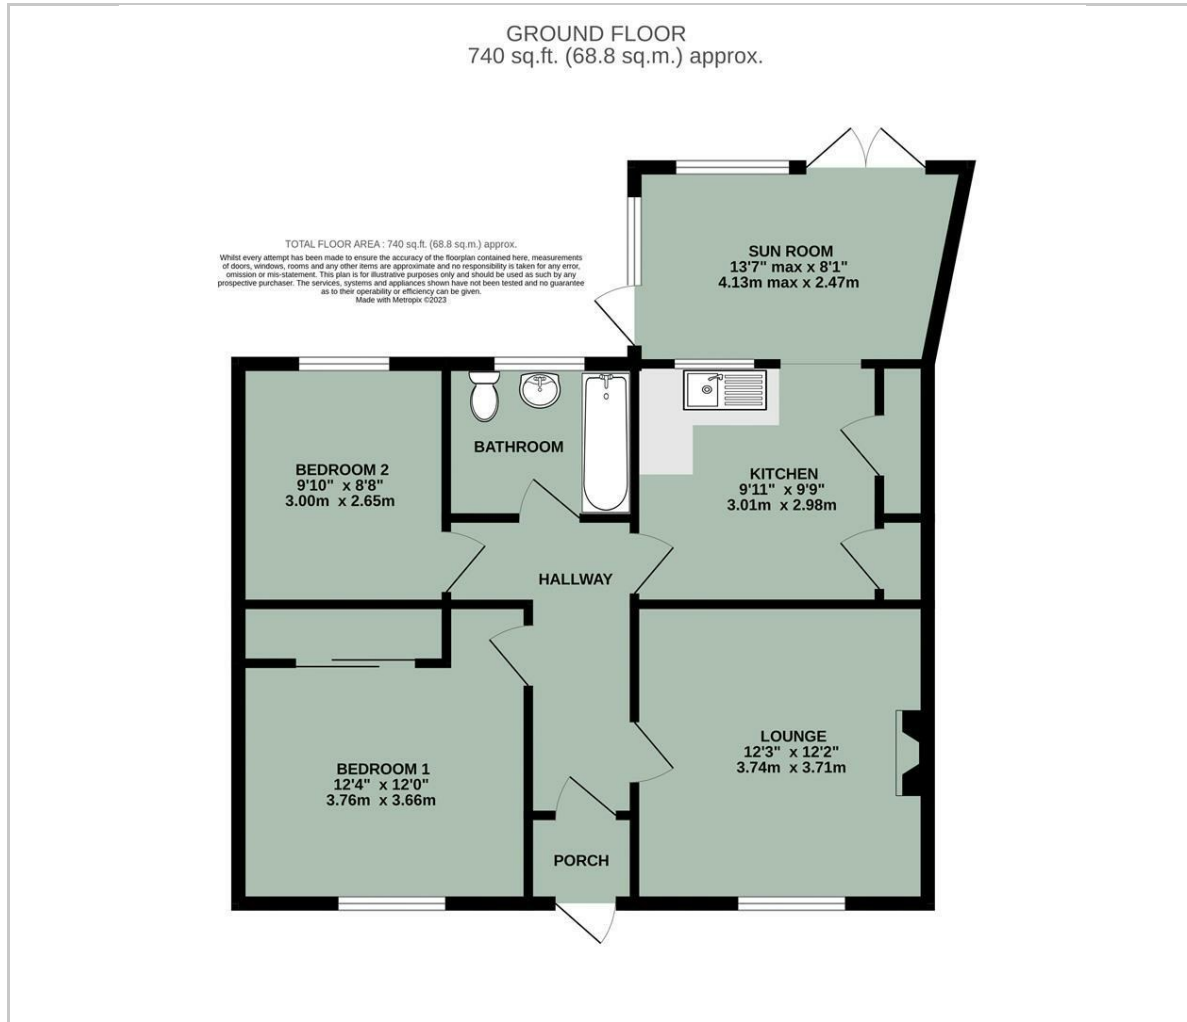 GROUND FLOOR
740 sq.ft. (68.8 sq.m.) approx.
TOTAL FLOOR AREA : 740 sq.ft. (68.8 sq.m.) approx.
Whilst every attempt has been made to ensure the accuracy of the floorplan contained here, measurements
of doors, windows, rooms and any other items are approximate and no responsibility is taken for any error,
omission or mis-statement. This plan is for illustrative purposes only and should be used as such by any
prospective purchaser. The services, systems and appliances shown have not been tested and no guarantee
as to their operability or efficiency can be given.
Made with Metropix ©2023
SUN ROOM
13'7" max x 8'1"
4.13m max x 2.47m
BATHROOM
BEDROOM 2
9'10" x 8'8"
3.00m x 2.65m
KITCHEN
9'11" x 9'9"
3.01m x 2.98m
HALLWAY
LOUNGE
12'3" x 12'2"
3.74m x 3.71m
BEDROOM 1
12'4" x 12'0"
3.76m x 3.66m
PORCH